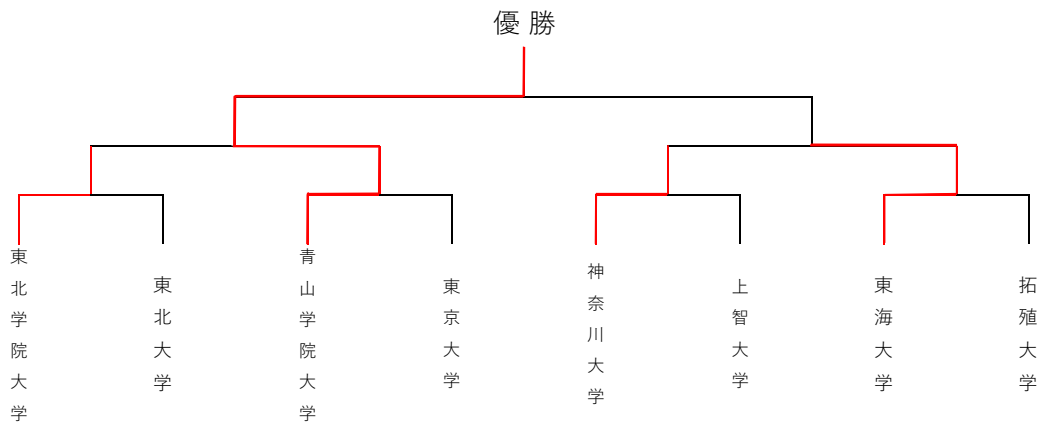 優勝
東北学院大学
東北大学
青山学院大学
東京大学
神奈川大学
上智大学
東海大学
拓殖大学